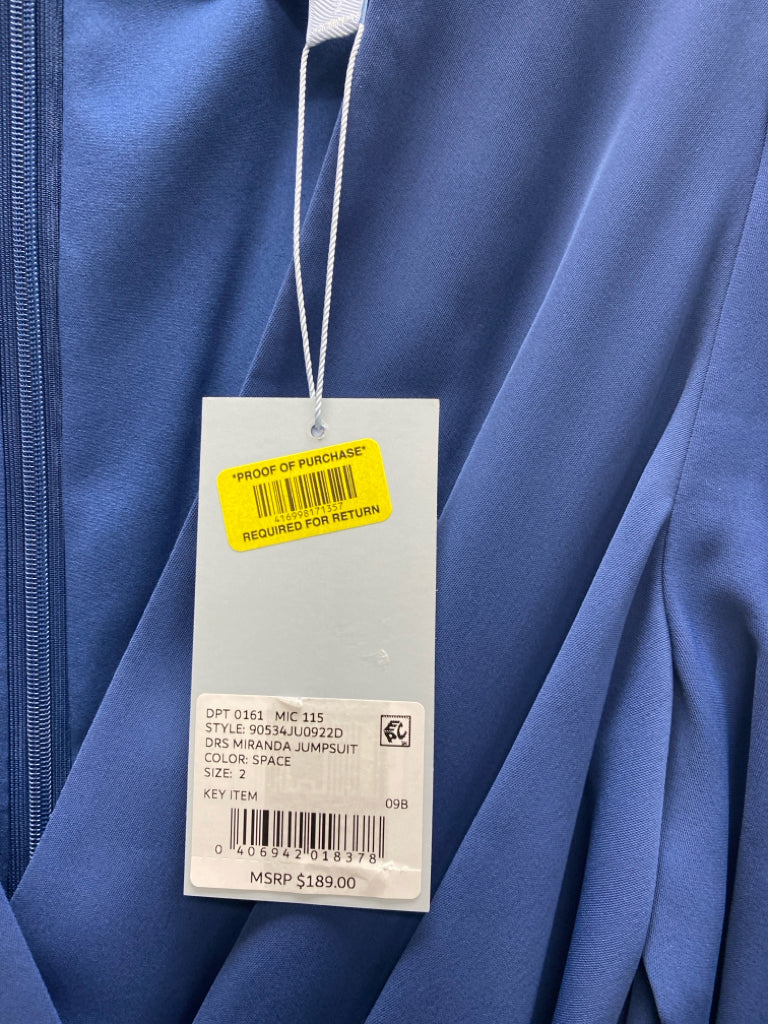 *PROOF OF PURCHASE*
416998171357
REQUIRED FOR RETURN
DPT 0161 MIC 115
STYLE: 90534JU0922D
DRS MIRANDA JUMPSUIT
COLOR: SPACE
SIZE: 2
KEY ITEM
09B
0 406942 018378
MSRP $189.00